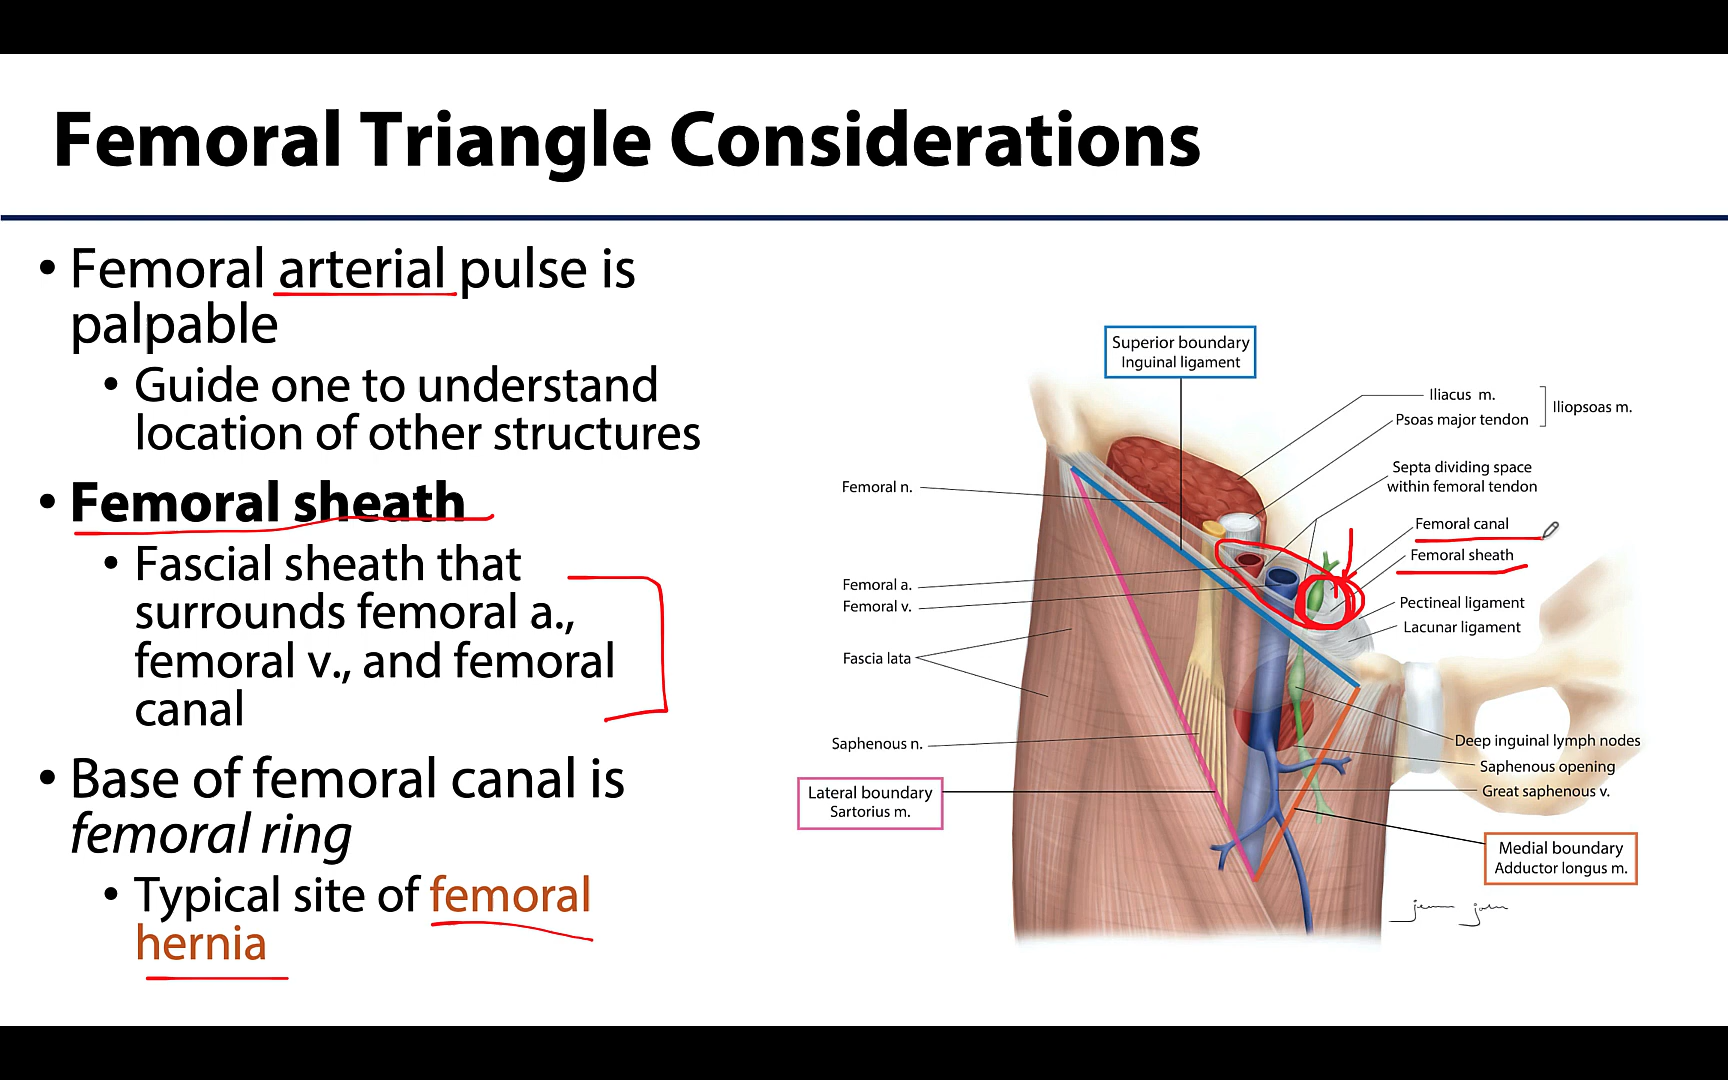 Femoral Triangle Considerations
• Femoral arterial pulse is
palpable
• Guide one to understand
location of other structures
• Femoral sheath
• Fascial sheath that
surrounds femoral a.,
femoral v., and femoral
canal
• Base of femoral canal is
femoral ring
• Typical site of femoral
hernia
Superior boundary
Inguinal ligament
Iliacus m.
Psoas major tendon
Iliopsoas m.
Septa dividing space
within femoral tendon
Femoral canal
Femoral sheath
Pectineal ligament
Lacunar ligament
Femoral n.
Femoral a.
Femoral v.
Fascia lata
Saphenous n.
Lateral boundary
Sartorius m.
Deep inguinal lymph nodes
Saphenous opening
Great saphenous v.
Medial boundary
Adductor longus m.